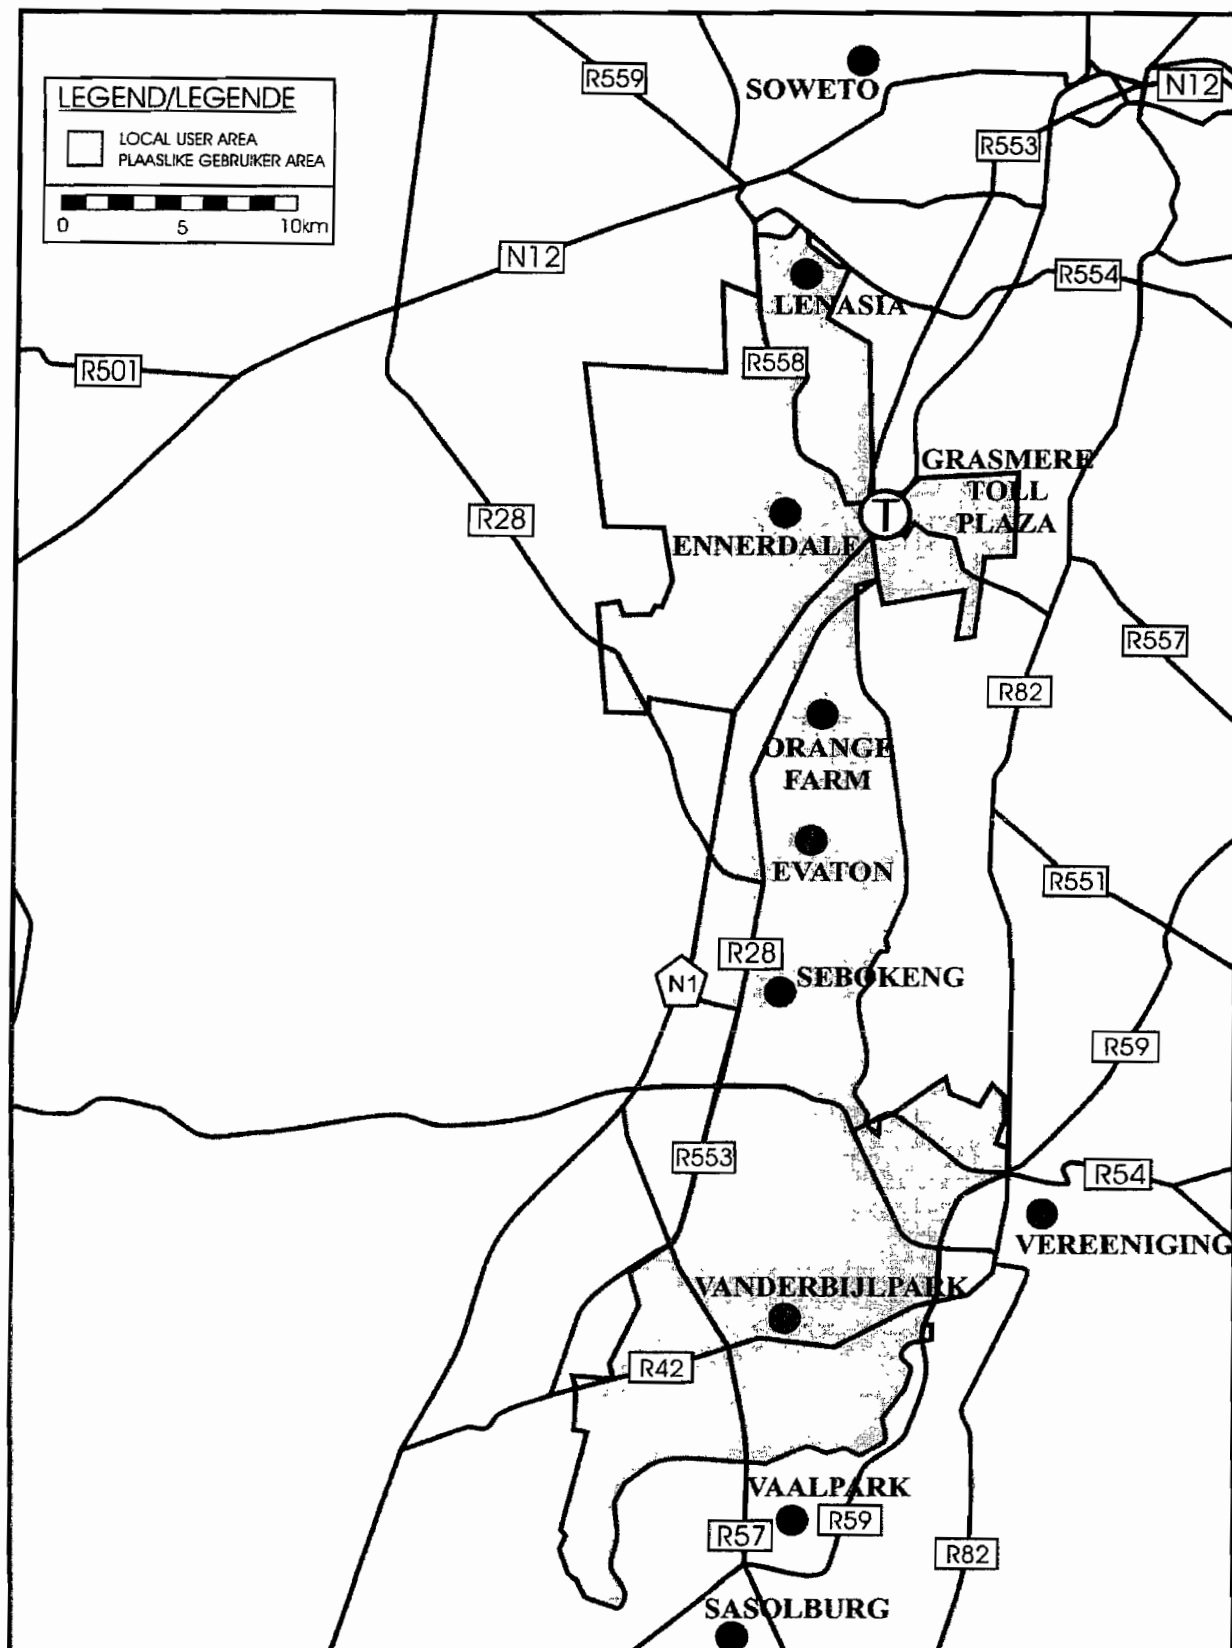 LEGEND/LEGENDE
LOCAL USER AREA
PLAASLIKE GEBRUIKER AREA
0 5 10km
R559
SOWETO
N12
R553
N12
R554
LENASIA
R501
R558
GRASMERE
TOLL
PLAZA
T
R28
ENNERDALE
R557
R82
ORANGE
FARM
EVATON
R551
R28
SEBOKENG
N1
R59
R553
R54
VEREENIGING
VANDERBIJLPARK
R42
VAALPARK
R59
R57
R82
SASOLBURG